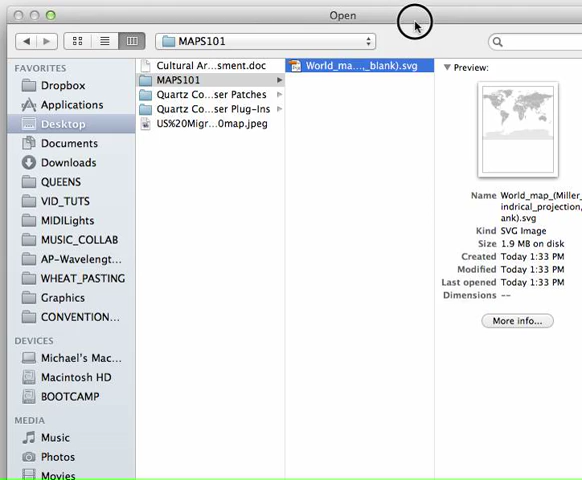 Open
MAPS101
FAVORITES
Dropbox
Applications
Desktop
Documents
Downloads
QUEENS
VID_TUTS
MIDILights
MUSIC_COLLAB
AP-Wavelengt...
WHEAT_PASTING
Graphics
CONVENTION...
DEVICES
Michael's Mac...
Macintosh HD
BOOTCAMP
MEDIA
Music
Photos
Movies
Cultural Ar...sment.doc
MAPS101
Quartz Co...ser Patches
Quartz Co...ser Plug-Ins
US%20Migr...0map.jpeg
World_ma...,_blank).svg
Preview:
Name World_map_(Miller_
indrical_projection,
ank).svg
Kind SVG Image
Size 1.9 MB on disk
Created Today 1:33 PM
Modified Today 1:33 PM
Last opened Today 1:33 PM
Dimensions --
More info...